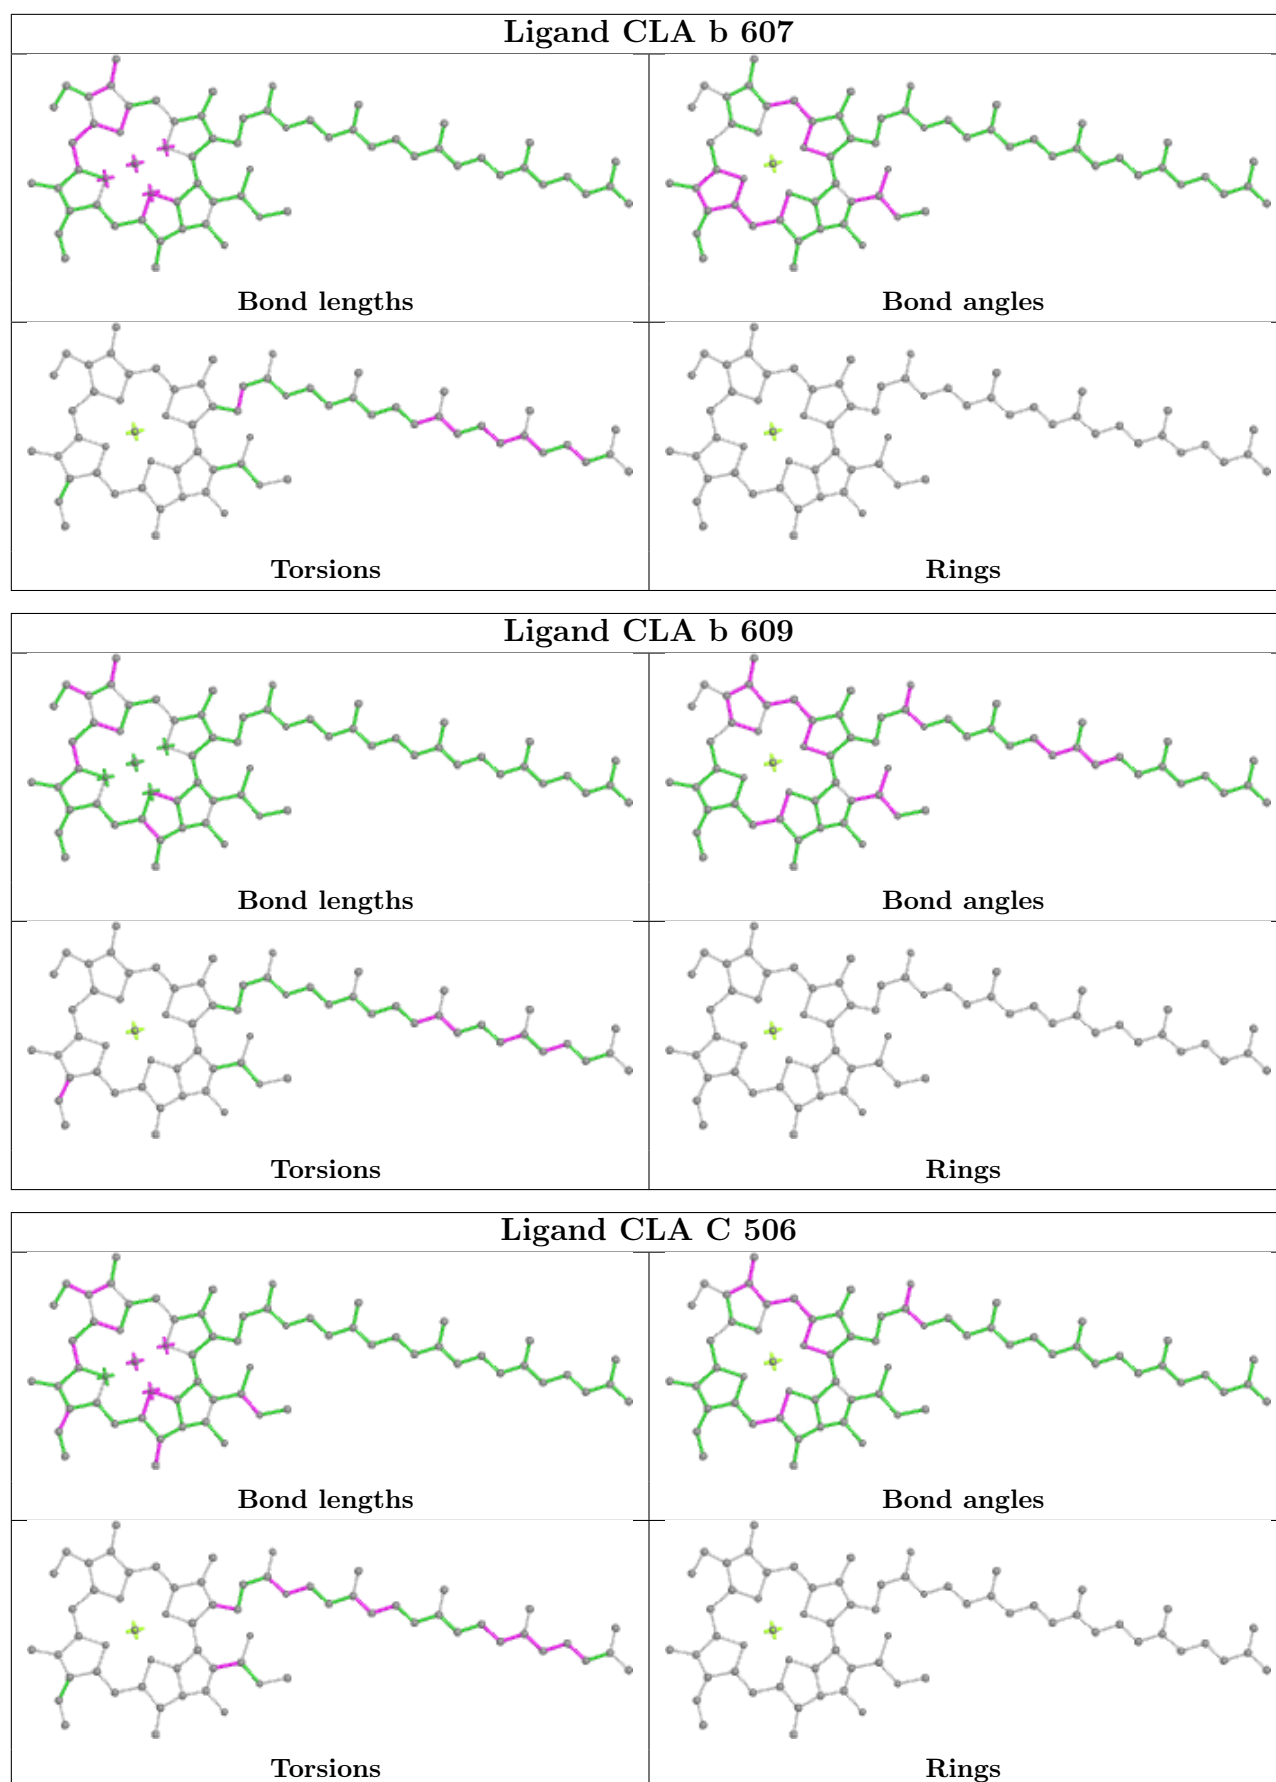 Ligand CLA b 607
Bond lengths
Bond angles
Torsions
Rings
Ligand CLA b 609
Bond lengths
Bond angles
Torsions
Rings
Ligand CLA C 506
Bond lengths
Bond angles
Torsions
Rings